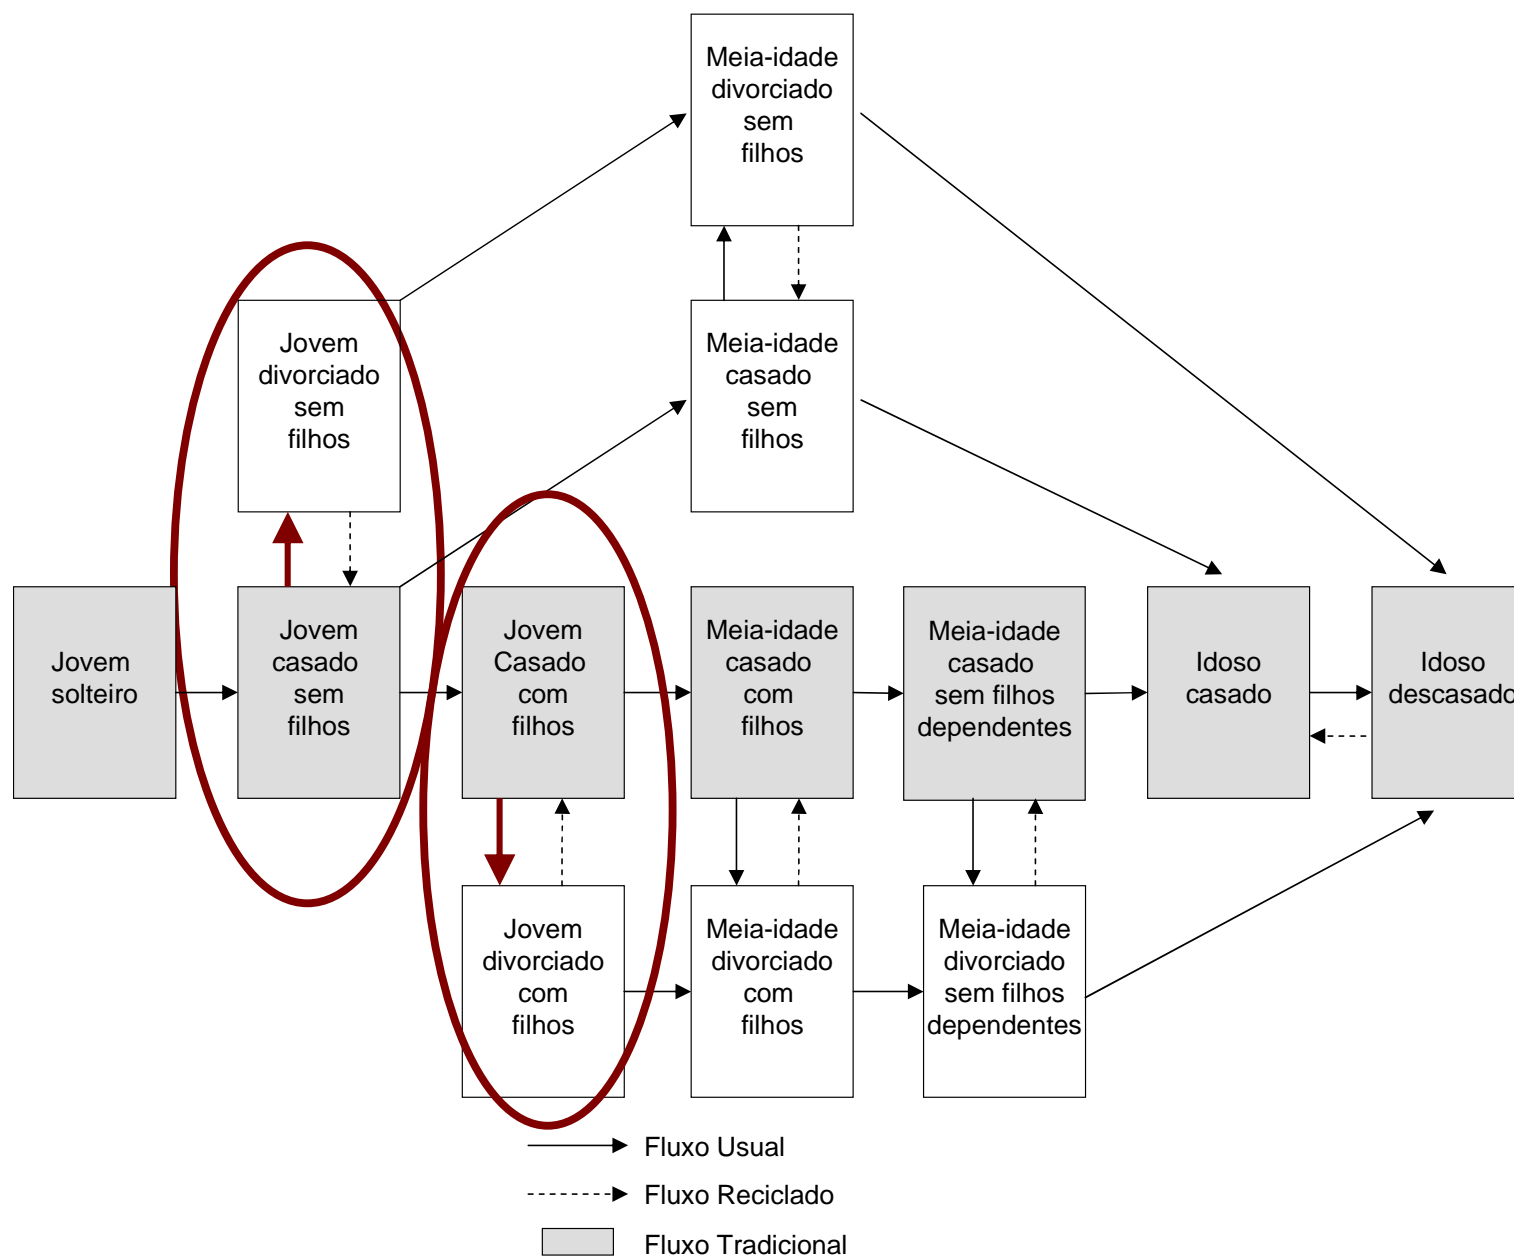 Meia-idade
divorciado
sem
filhos
Jovem
divorciado
sem
filhos
Meia-idade
casado
sem
filhos
Jovem
solteiro
Jovem
casado
sem
filhos
Jovem
Casado
com
filhos
Meia-idade
casado
com
filhos
Meia-idade
casado
sem filhos
dependentes
Idoso
casado
Idoso
descasado
Jovem
divorciado
com
filhos
Meia-idade
divorciado
com
filhos
Meia-idade
divorciado
sem filhos
dependentes
Fluxo Usual
Fluxo Reciclado
Fluxo Tradicional